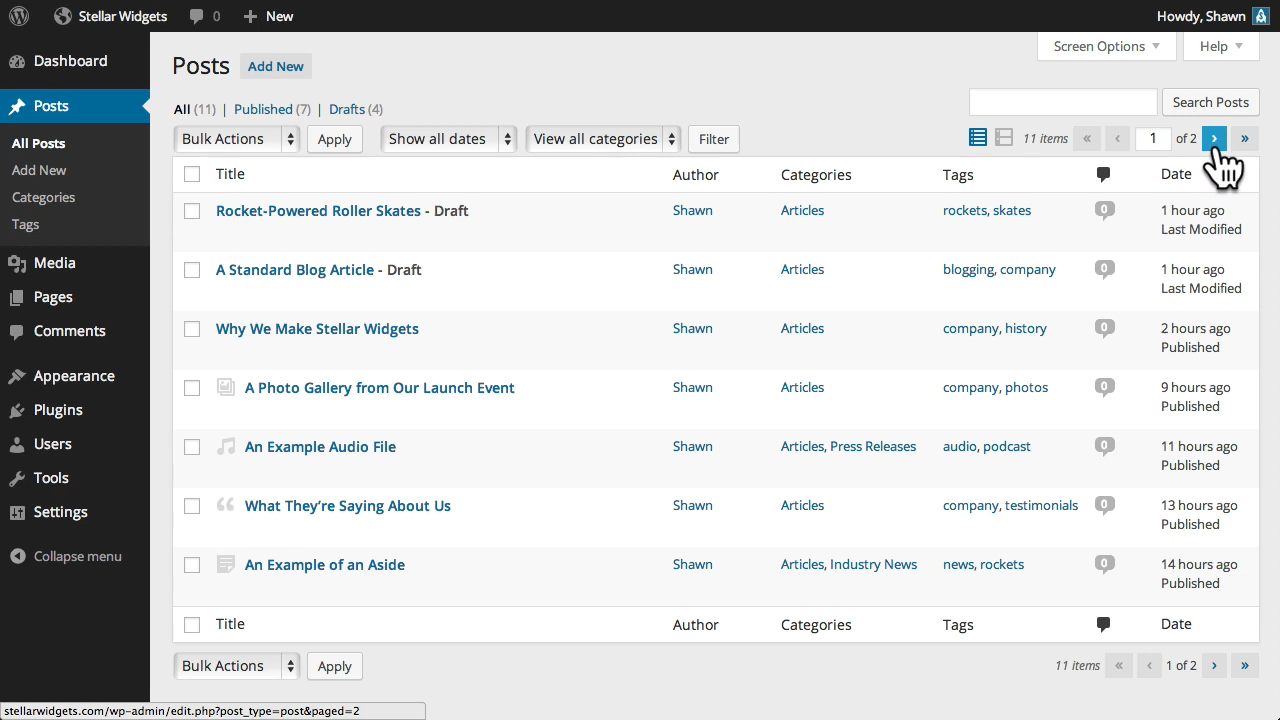 Stellar Widgets 0 New Howdy, Shawn
Dashboard
Posts
All Posts
Add New
Categories
Tags
Media
Pages
Comments
Appearance
Plugins
Users
Tools
Settings
Collapse menu
Screen Options Help
Posts Add New
All (11) | Published (7) | Drafts (4)
Search Posts
Bulk Actions Apply Show all dates View all categories Filter 11 items « ‹ 1 of 2 › »
Title Author Categories Tags Date
Rocket-Powered Roller Skates - Draft Shawn Articles rockets, skates 0 1 hour ago
Last Modified
A Standard Blog Article - Draft Shawn Articles blogging, company 0 1 hour ago
Last Modified
Why We Make Stellar Widgets Shawn Articles company, history 0 2 hours ago
Published
A Photo Gallery from Our Launch Event Shawn Articles company, photos 0 9 hours ago
Published
An Example Audio File Shawn Articles, Press Releases audio, podcast 0 11 hours ago
Published
What They’re Saying About Us Shawn Articles company, testimonials 0 13 hours ago
Published
An Example of an Aside Shawn Articles, Industry News news, rockets 0 14 hours ago
Published
Title Author Categories Tags Date
Bulk Actions Apply 11 items « ‹ 1 of 2 › »
stellarwidgets.com/wp-admin/edit.php?post_type=post&paged=2